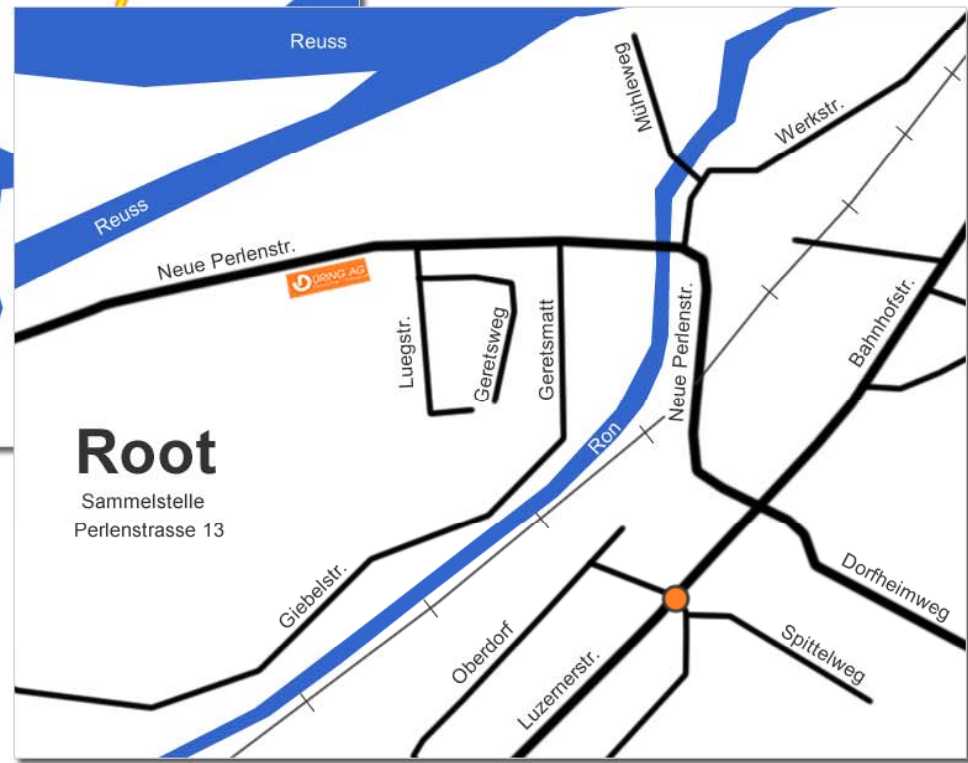 Reuss
Mühleweg
Werkstr.
Reuss
Neue Perlenstr.
DÜRING AG
Luegstr.
Geretsweg
Geretsmatt
Neue Perlenstr.
Bahnhofstr.
Ron
Root
Sammelstelle
Perlenstrasse 13
Giebelstr.
Oberdorf
Luzernerstr.
Dorfheimweg
Spittelweg